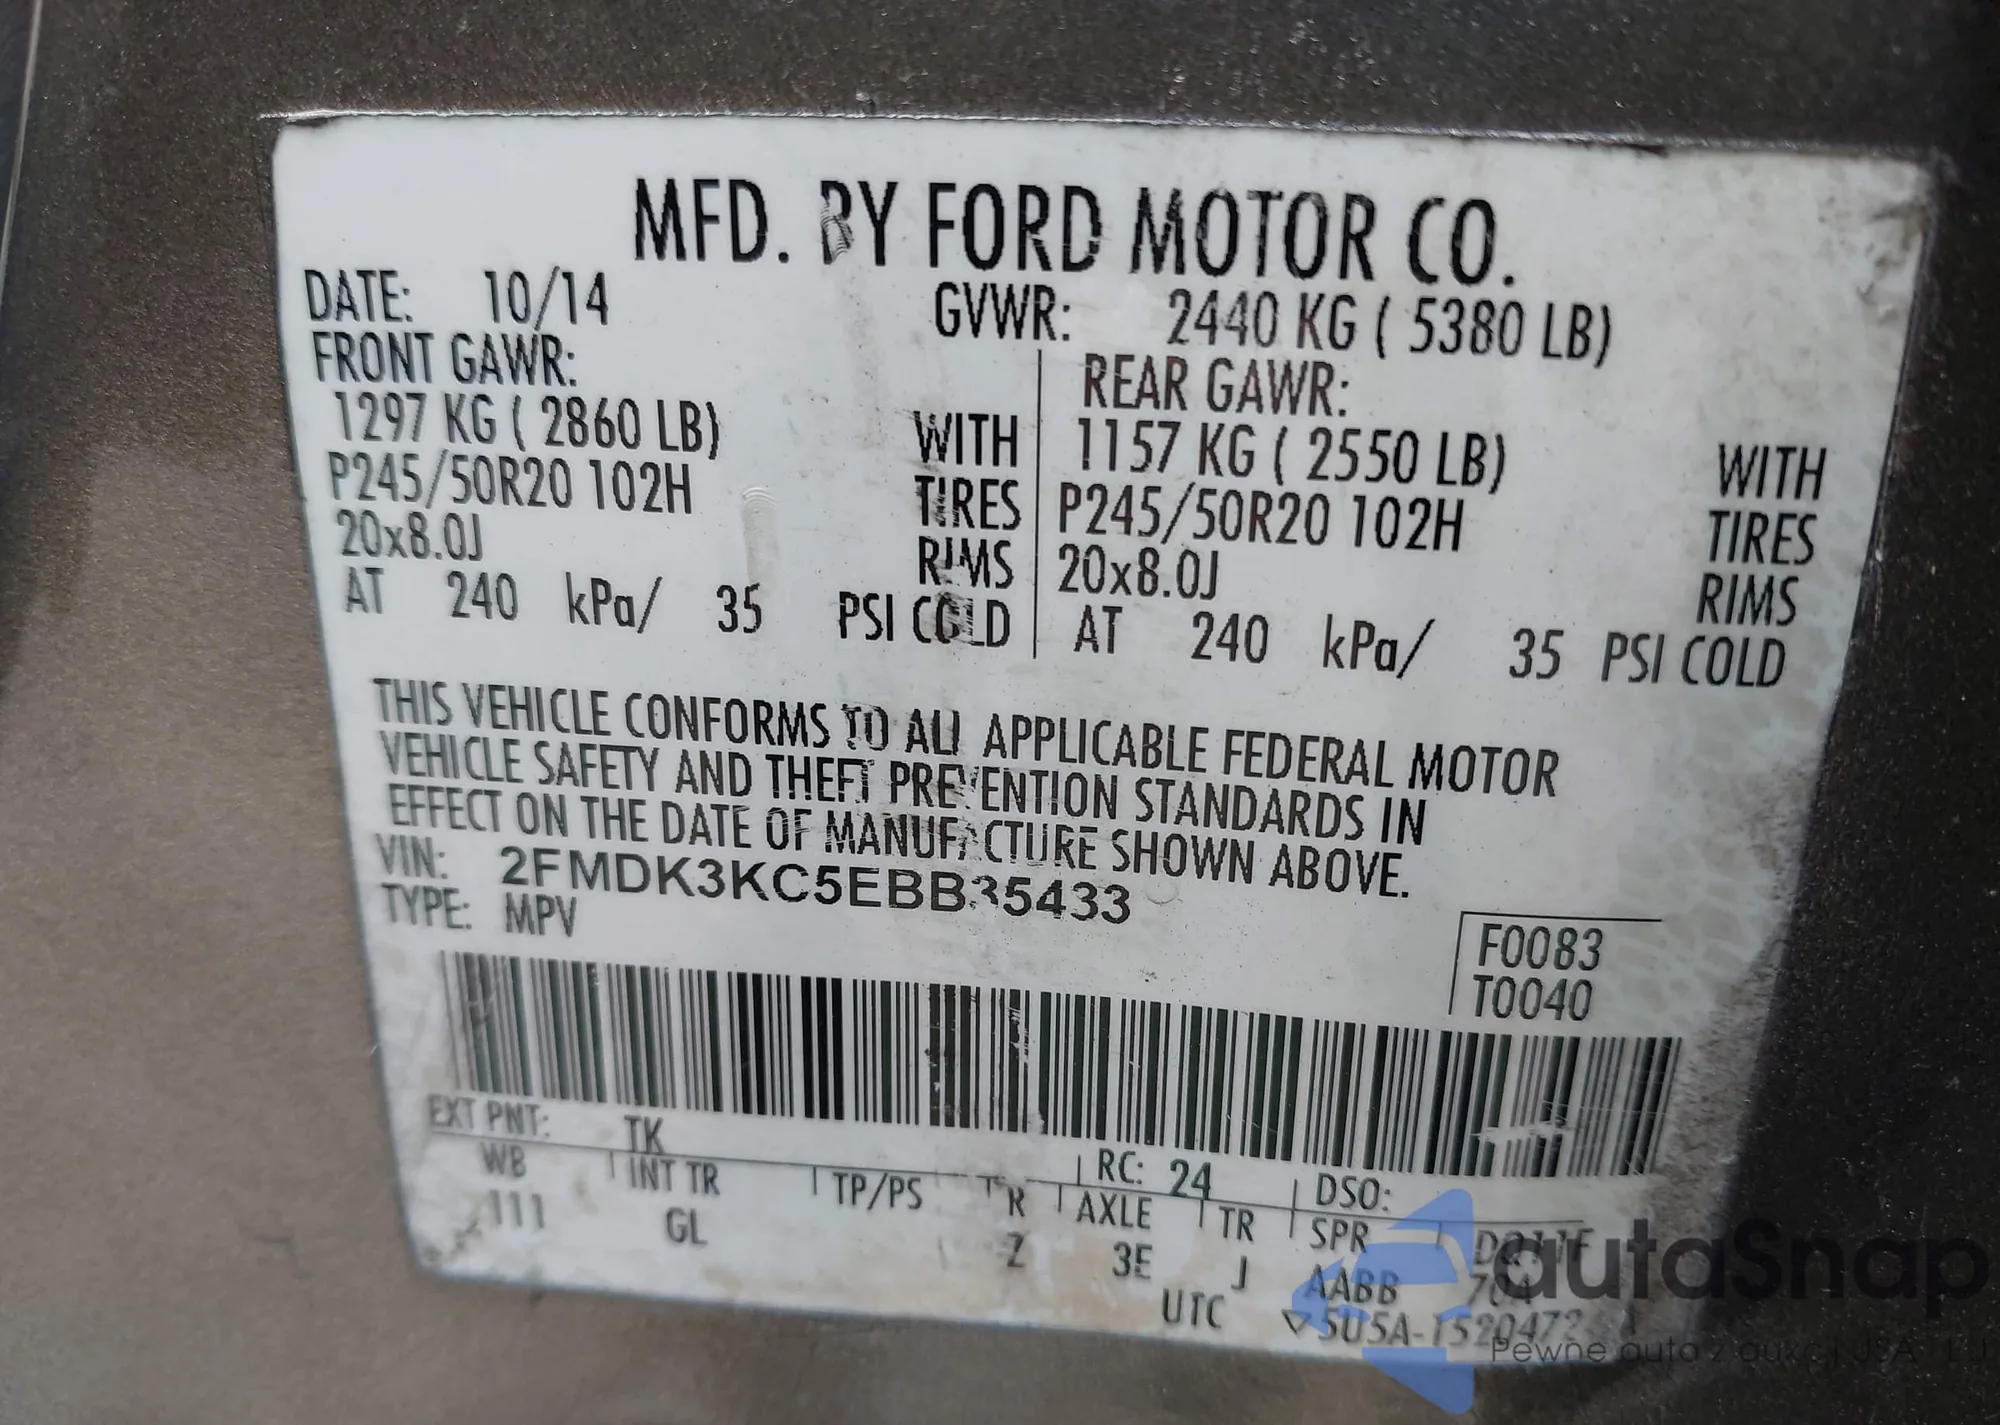 MFD. BY FORD MOTOR CO.
DATE: 10/14 GVWR: 2440 KG ( 5380 LB)
FRONT GAWR: REAR GAWR:
1297 KG ( 2860 LB) WITH 1157 KG ( 2550 LB) WITH
P245/50R20 102H TIRES P245/50R20 102H TIRES
20x8.0J RIMS 20x8.0J RIMS
AT 240 kPa/ 35 PSI COLD AT 240 kPa/ 35 PSI COLD
THIS VEHICLE CONFORMS TO ALL APPLICABLE FEDERAL MOTOR
VEHICLE SAFETY AND THEFT PREVENTION STANDARDS IN
EFFECT ON THE DATE OF MANUFACTURE SHOWN ABOVE.
VIN: 2FMDK3KC5EBB35433
TYPE: MPV
F0083
T0040
EXT PNT: TK RC: 24 DSO:
WB INT TR TP/PS R AXLE TR SPR
111 GL Z 3E J AABB
UTC
autaSnap
Pewne auta z aukcji USA